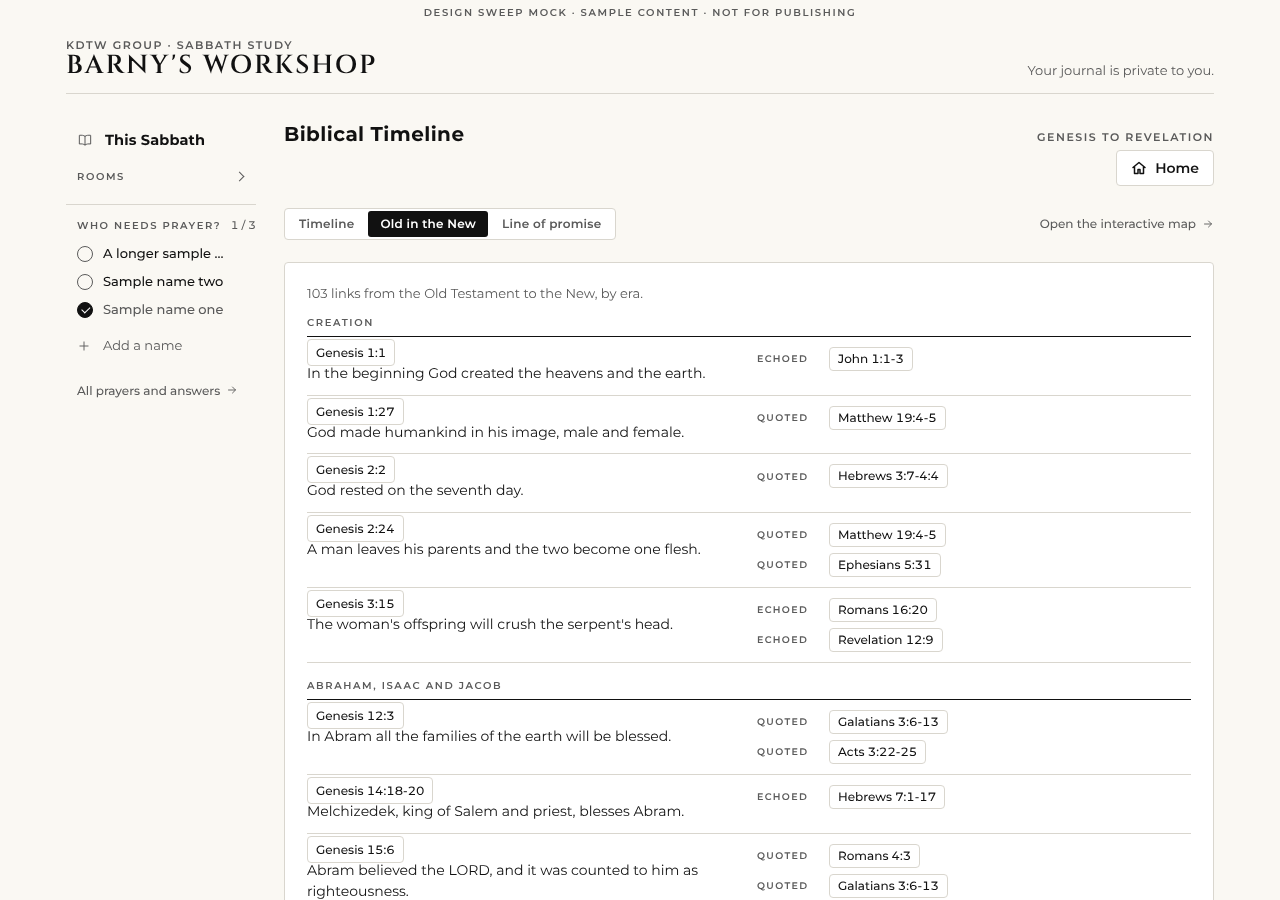 DESIGN SWEEP MOCK · SAMPLE CONTENT · NOT FOR PUBLISHING
KDTW GROUP · SABBATH STUDY
BARNY'S WORKSHOP
Your journal is private to you.
This Sabbath
ROOMS
WHO NEEDS PRAYER? 1 / 3
A longer sample ...
Sample name two
Sample name one
Add a name
All prayers and answers →
Biblical Timeline
GENESIS TO REVELATION
Home
Timeline Old in the New Line of promise
Open the interactive map →
103 links from the Old Testament to the New, by era.
CREATION
Genesis 1:1
In the beginning God created the heavens and the earth.
ECHOED John 1:1-3
Genesis 1:27
God made humankind in his image, male and female.
QUOTED Matthew 19:4-5
Genesis 2:2
God rested on the seventh day.
QUOTED Hebrews 3:7-4:4
Genesis 2:24
A man leaves his parents and the two become one flesh.
QUOTED Matthew 19:4-5
QUOTED Ephesians 5:31
Genesis 3:15
The woman's offspring will crush the serpent's head.
ECHOED Romans 16:20
ECHOED Revelation 12:9
ABRAHAM, ISAAC AND JACOB
Genesis 12:3
In Abram all the families of the earth will be blessed.
QUOTED Galatians 3:6-13
QUOTED Acts 3:22-25
Genesis 14:18-20
Melchizedek, king of Salem and priest, blesses Abram.
ECHOED Hebrews 7:1-17
Genesis 15:6
Abram believed the LORD, and it was counted to him as
righteousness.
QUOTED Romans 4:3
QUOTED Galatians 3:6-13